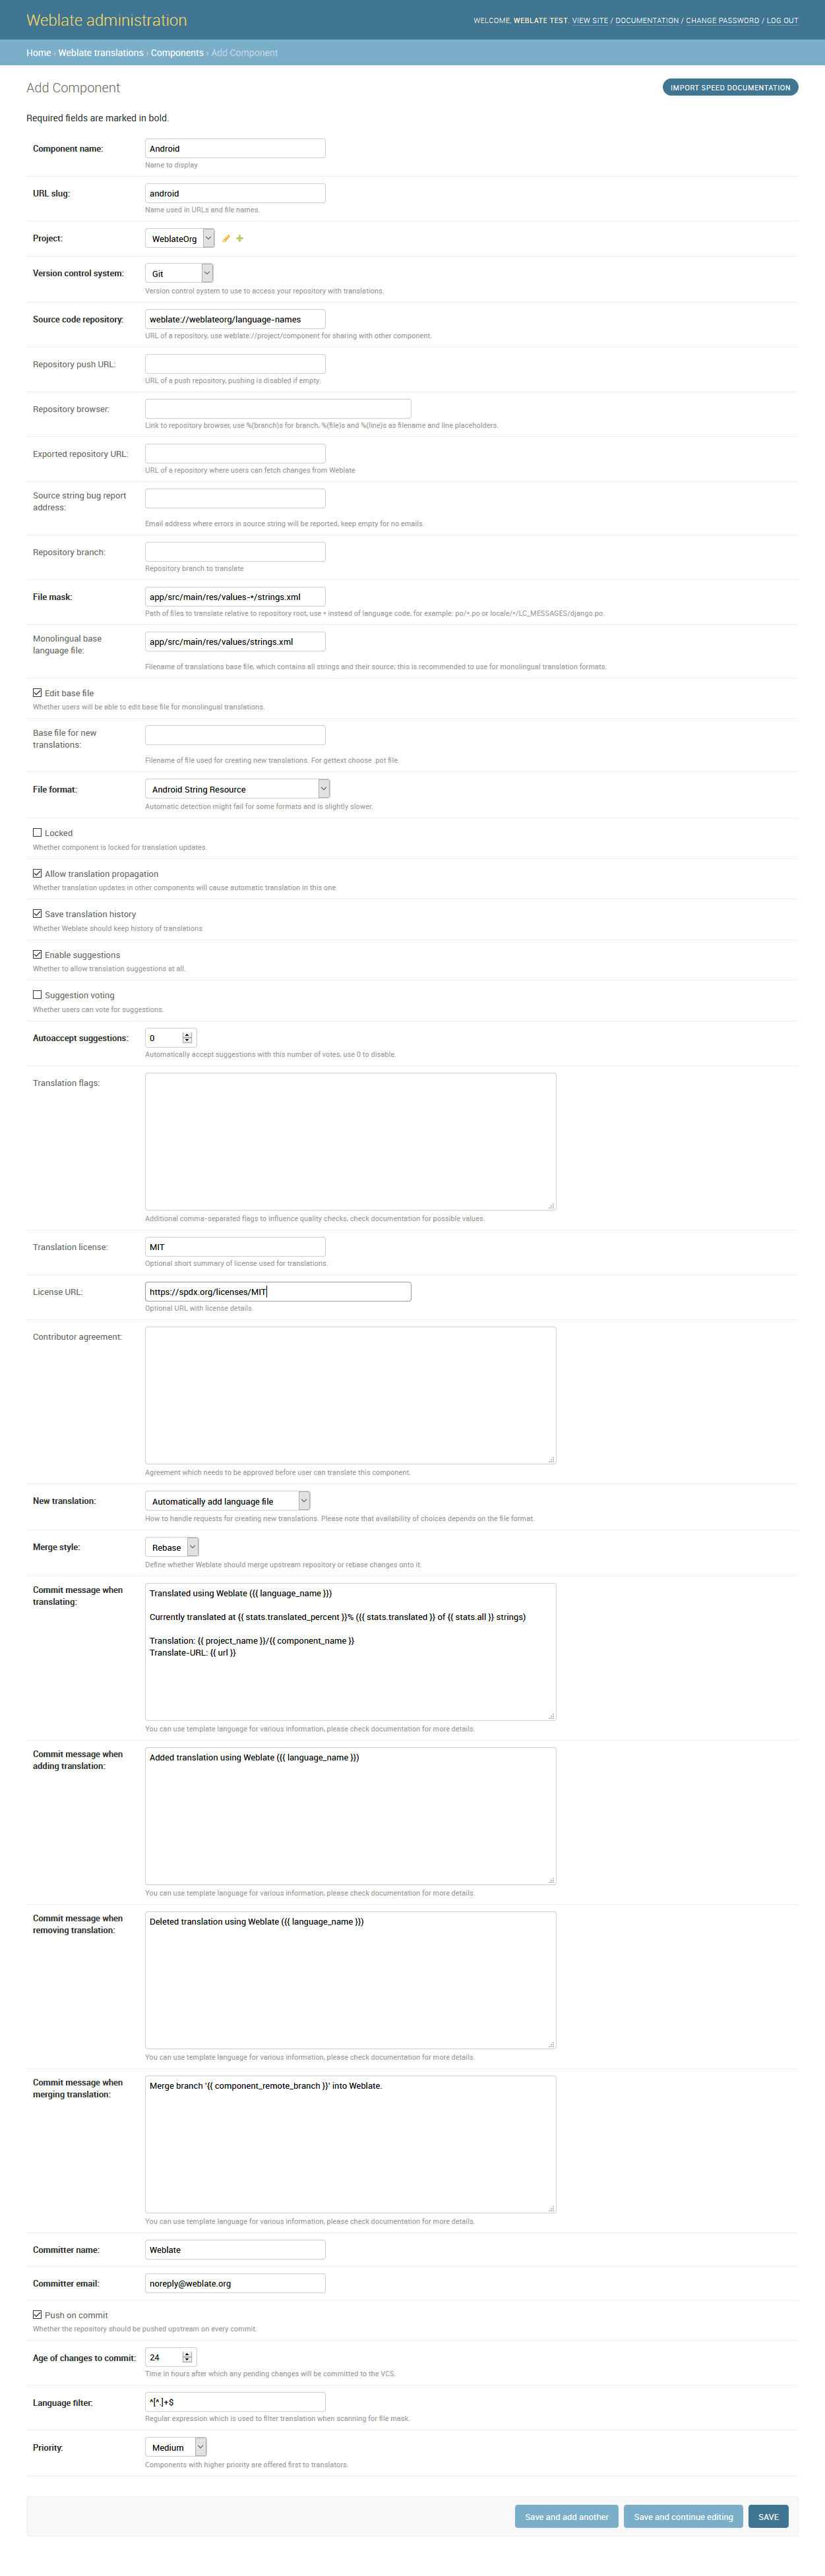 Weblate administration
WELCOME, WEBLATE TEST. VIEW SITE / DOCUMENTATION / CHANGE PASSWORD / LOG OUT
Home › Weblate translations › Components › Add Component
Add Component
IMPORT SPEED DOCUMENTATION
Required fields are marked in bold.
Component name:
Android
Name to display
URL slug:
android
Name used in URLs and file names.
Project:
WeblateOrg
Version control system:
Git
Version control system to use to access your repository with translations.
Source code repository:
weblate://weblateorg/language-names
URL of a repository, use weblate://project/component for sharing with other component.
Repository push URL:
URL of a push repository, pushing is disabled if empty.
Repository browser:
Link to repository browser, use %(branch)s for branch, %(file)s and %(line)s as filename and line placeholders.
Exported repository URL:
URL of a repository where users can fetch changes from Weblate
Source string bug report
address:
Email address where errors in source string will be reported, keep empty for no emails.
Repository branch:
Repository branch to translate
File mask:
app/src/main/res/values-*/strings.xml
Path of files to translate relative to repository root, use * instead of language code, for example: po/*.po or locale/*/LC_MESSAGES/django.po.
Monolingual base
language file:
app/src/main/res/values/strings.xml
Filename of translations base file, which contains all strings and their source; this is recommended to use for monolingual translation formats.
Edit base file
Whether users will be able to edit base file for monolingual translations.
Base file for new
translations:
Filename of file used for creating new translations. For gettext choose .pot file.
File format:
Android String Resource
Automatic detection might fail for some formats and is slightly slower.
Locked
Whether component is locked for translation updates.
Allow translation propagation
Whether translation updates in other components will cause automatic translation in this one
Save translation history
Whether Weblate should keep history of translations
Enable suggestions
Whether to allow translation suggestions at all.
Suggestion voting
Whether users can vote for suggestions.
Autoaccept suggestions:
0
Automatically accept suggestions with this number of votes, use 0 to disable.
Translation flags:
Additional comma-separated flags to influence quality checks, check documentation for possible values.
Translation license:
MIT
Optional short summary of license used for translations.
License URL:
https://spdx.org/licenses/MIT
Optional URL with license details.
Contributor agreement:
Agreement which needs to be approved before user can translate this component.
New translation:
Automatically add language file
How to handle requests for creating new translations. Please note that availability of choices depends on the file format.
Merge style:
Rebase
Define whether Weblate should merge upstream repository or rebase changes onto it.
Commit message when
translating:
Translated using Weblate ({{ language_name }})
Currently translated at {{ stats.translated_percent }}% ({{ stats.translated }} of {{ stats.all }} strings)
Translation: {{ project_name }}/{{ component_name }}
Translate-URL: {{ url }}
You can use template language for various information, please check documentation for more details.
Commit message when
adding translation:
Added translation using Weblate ({{ language_name }})
You can use template language for various information, please check documentation for more details.
Commit message when
removing translation:
Deleted translation using Weblate ({{ language_name }})
You can use template language for various information, please check documentation for more details.
Commit message when
merging translation:
Merge branch '{{ component_remote_branch }}' into Weblate.
You can use template language for various information, please check documentation for more details.
Committer name:
Weblate
Committer email:
noreply@weblate.org
Push on commit
Whether the repository should be pushed upstream on every commit.
Age of changes to commit:
24
Time in hours after which any pending changes will be committed to the VCS.
Language filter:
^[^.]+$
Regular expression which is used to filter translation when scanning for file mask.
Priority:
Medium
Components with higher priority are offered first to translators.
Save and add another
Save and continue editing
SAVE